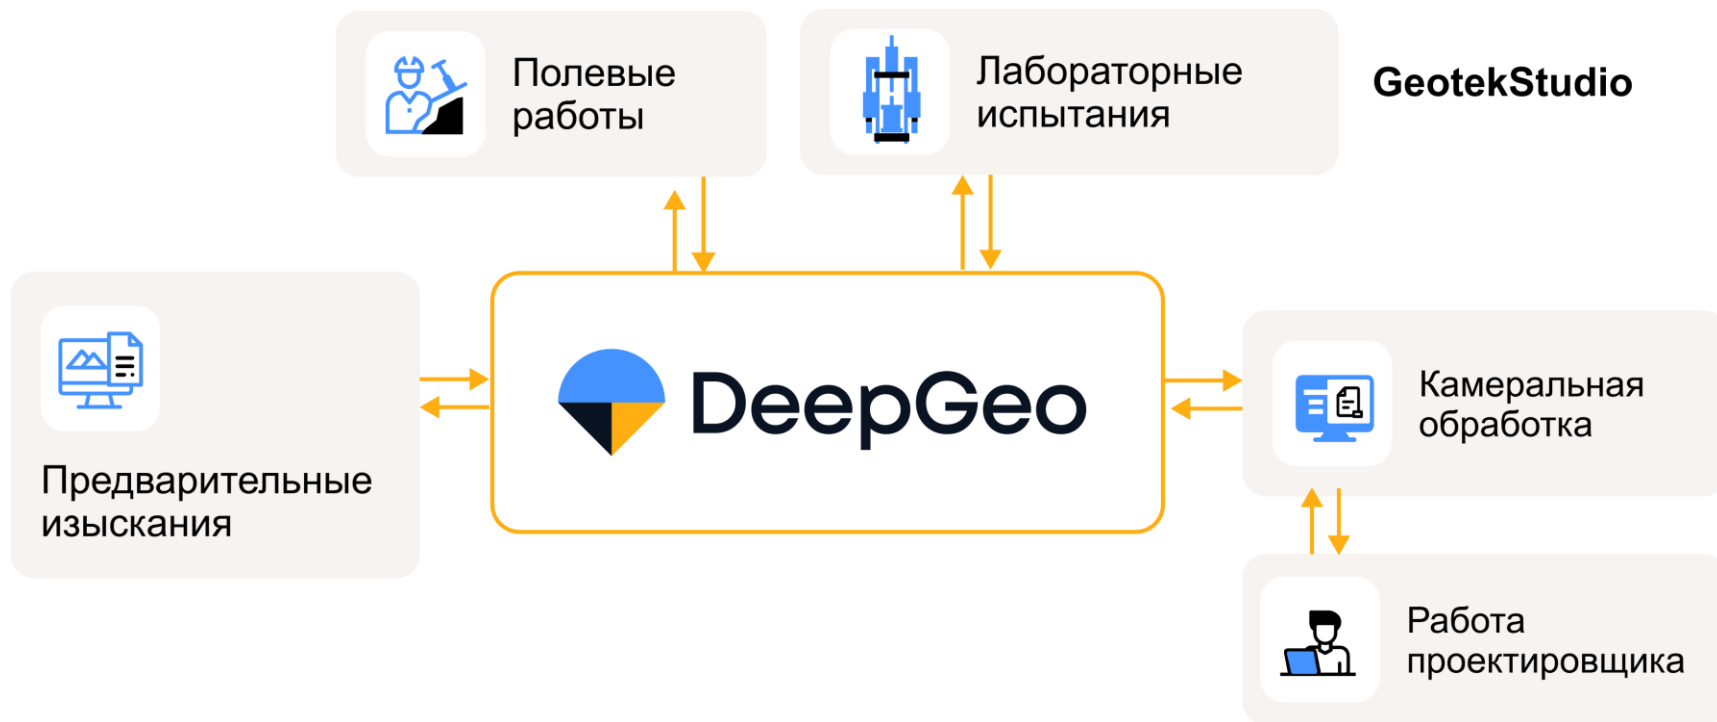 Полевые
работы
Лабораторные
испытания
GeotekStudio
Предварительные
изыскания
DeepGeo
Камеральная
обработка
Работа
проектировщика